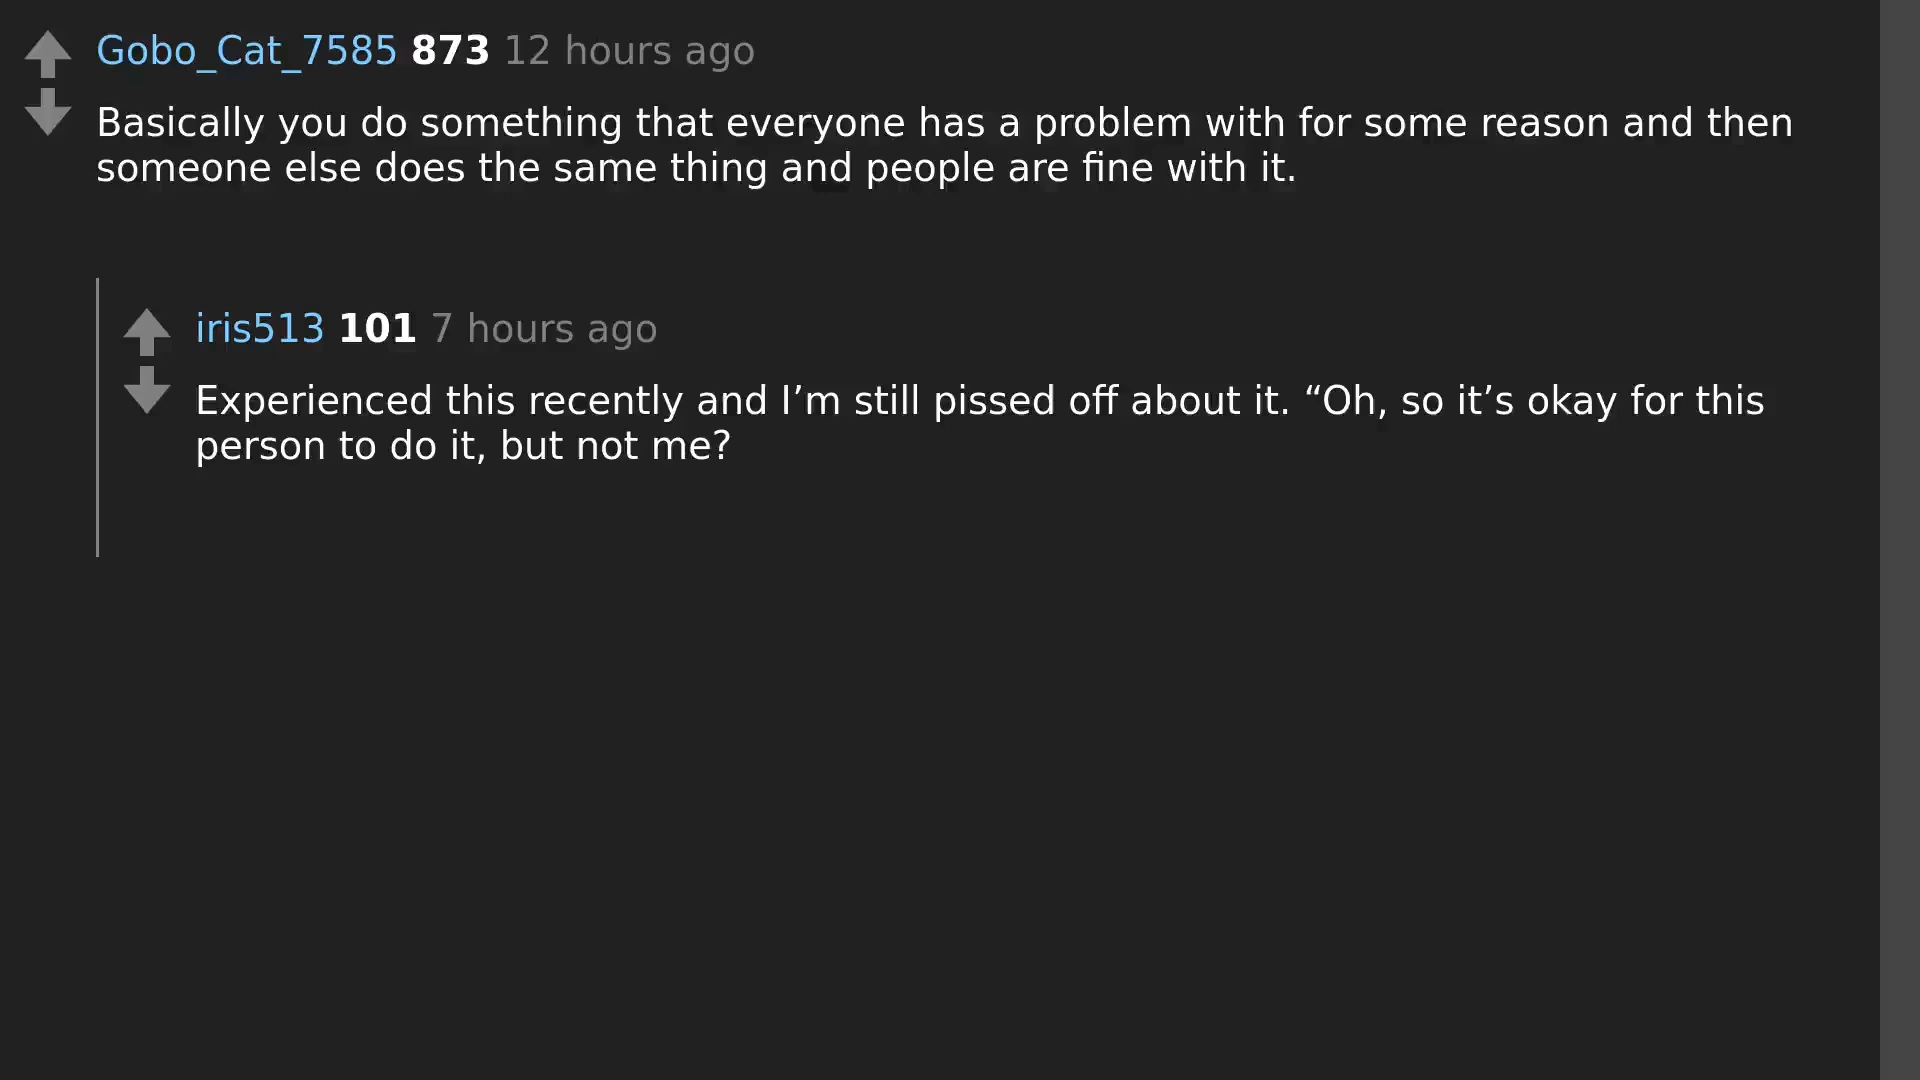 Gobo_Cat_7585 873 12 hours ago
Basically you do something that everyone has a problem with for some reason and then
someone else does the same thing and people are fine with it.
iris513 101 7 hours ago
Experienced this recently and I’m still pissed off about it. “Oh, so it’s okay for this
person to do it, but not me?